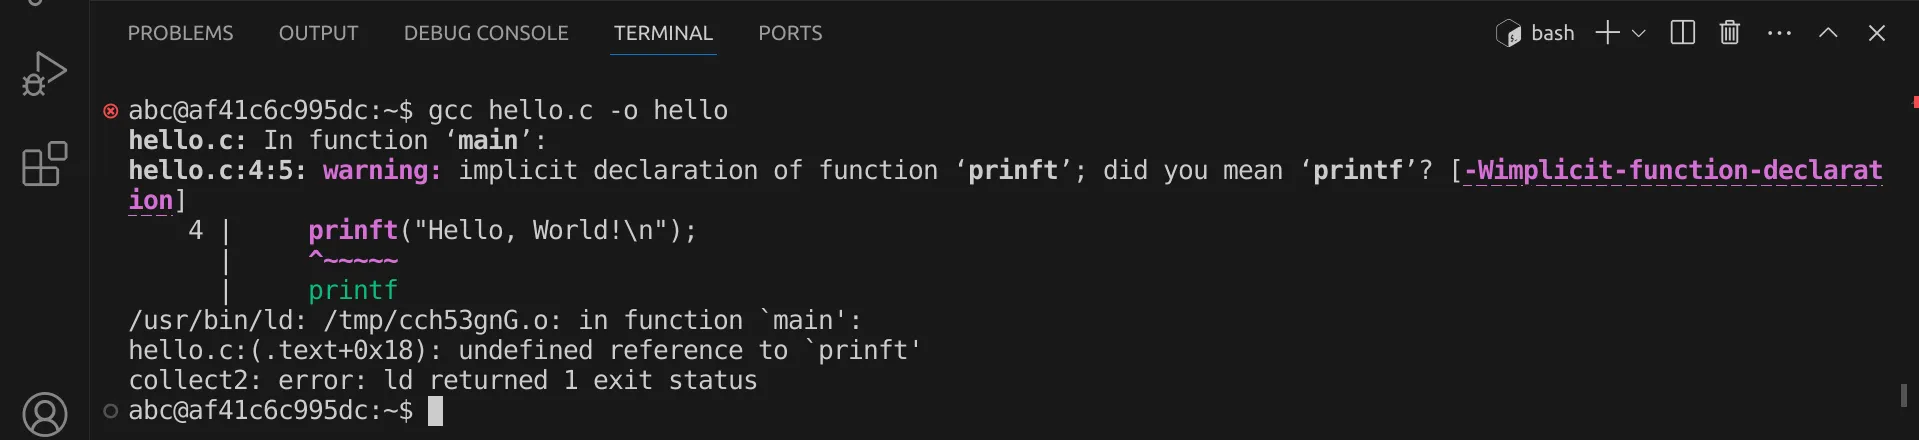 PROBLEMS OUTPUT DEBUG CONSOLE TERMINAL PORTS bash
abc@af41c6c995dc:~$ gcc hello.c -o hello
hello.c: In function ‘main’:
hello.c:4:5: warning: implicit declaration of function ‘prinft’; did you mean ‘printf’? [-Wimplicit-function-declarat
ion]
    4 |     prinft("Hello, World!\n");
      |     ^~~~~~
      |     printf
/usr/bin/ld: /tmp/cch53gnG.o: in function `main':
hello.c:(.text+0x18): undefined reference to `prinft'
collect2: error: ld returned 1 exit status
abc@af41c6c995dc:~$